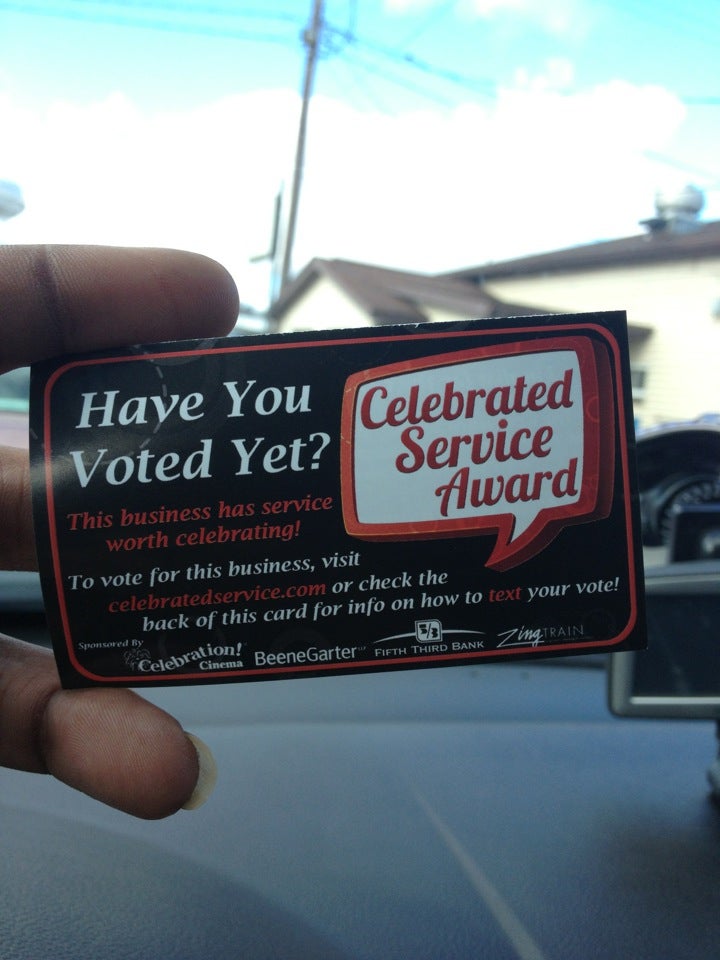 Have You
Voted Yet?
This business has service
worth celebrating!
To vote for this business, visit
celebratedservice.com or check the
back of this card for info on how to text your vote!
Celebrated
Service
Award
Sponsored By
Celebration!
Cinema
BeeneGarter LLP
FIFTH THIRD BANK
ZingTRAIN